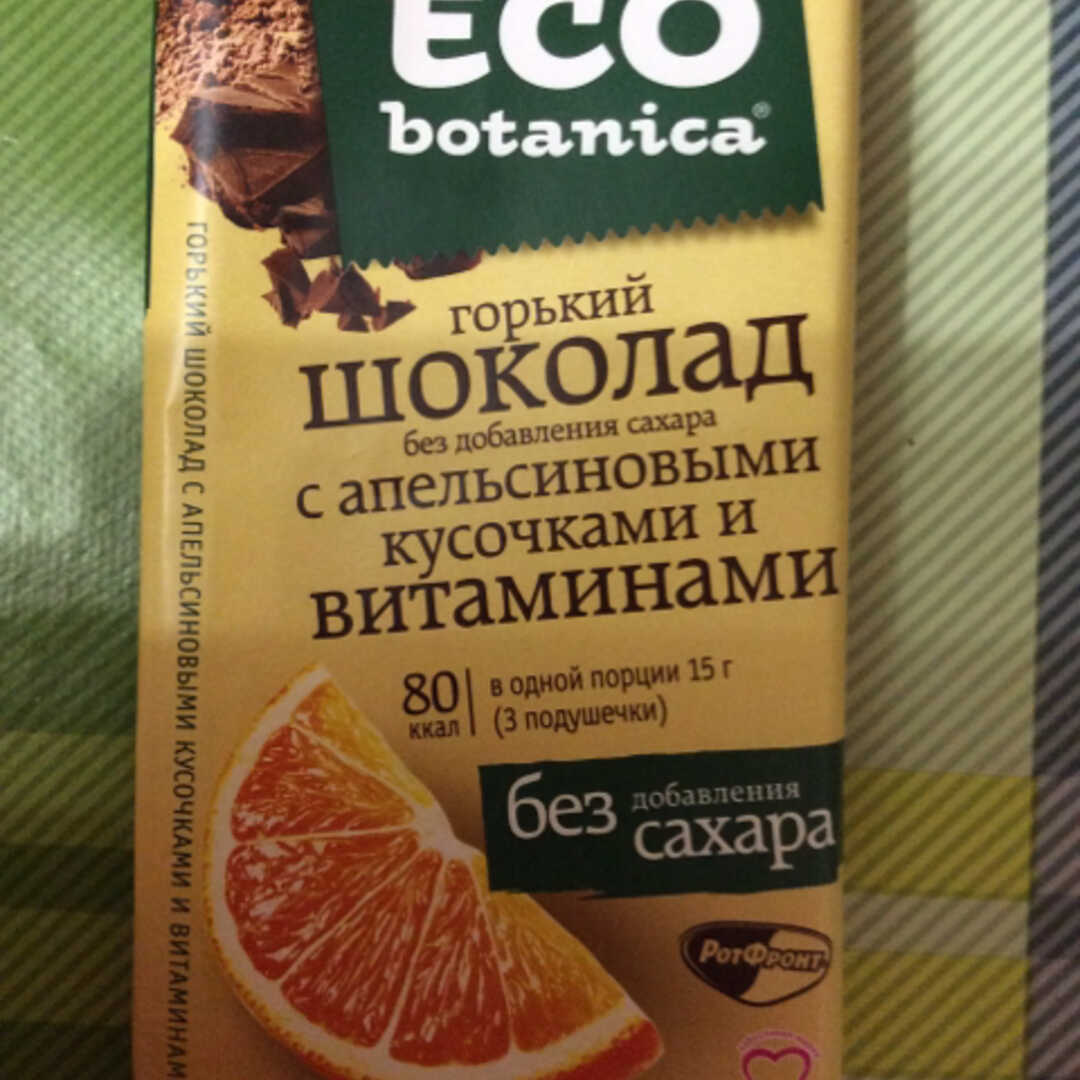 ECO
botanica®
горький
шоколад
без добавления сахара
с апельсиновыми
кусочками и
витаминами
80
ккал
в одной порции 15 г
(3 подушечки)
без добавления
сахара
РотФронт
ГОРЬКИЙ ШОКОЛАД С АПЕЛЬСИНОВЫМИ КУСОЧКАМИ И ВИТАМИНАМ